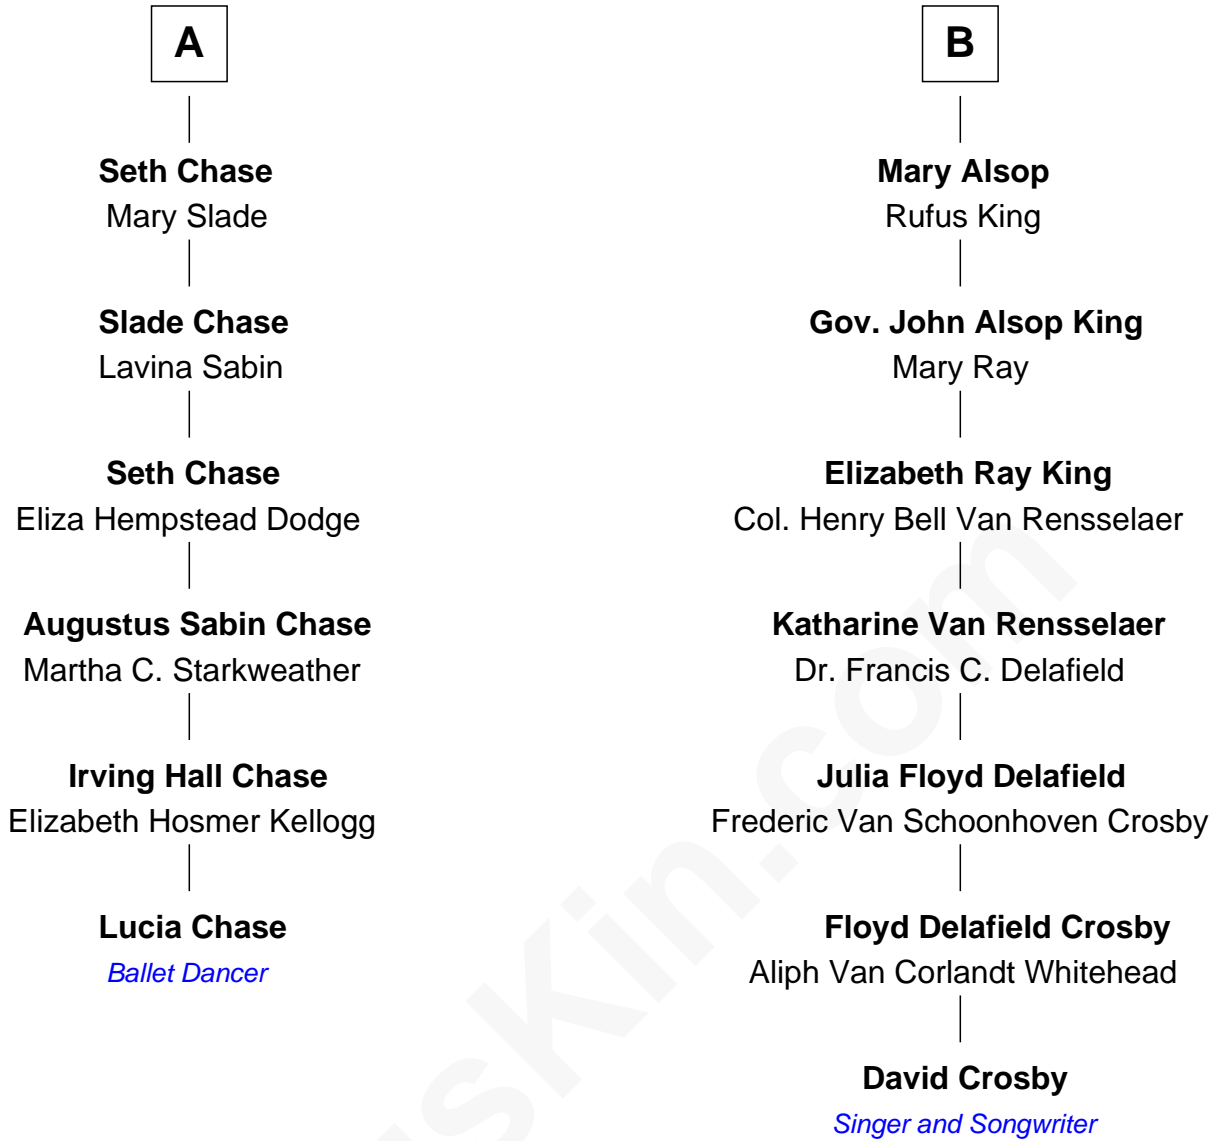 A
Seth Chase
Mary Slade
Slade Chase
Lavina Sabin
Seth Chase
Eliza Hempstead Dodge
Augustus Sabin Chase
Martha C. Starkweather
Irving Hall Chase
Elizabeth Hosmer Kellogg
Lucia Chase
Ballet Dancer
B
Mary Alsop
Rufus King
Gov. John Alsop King
Mary Ray
Elizabeth Ray King
Col. Henry Bell Van Rensselaer
Katharine Van Rensselaer
Dr. Francis C. Delafield
Julia Floyd Delafield
Frederic Van Schoonhoven Crosby
Floyd Delafield Crosby
Aliph Van Corlandt Whitehead
David Crosby
Singer and Songwriter